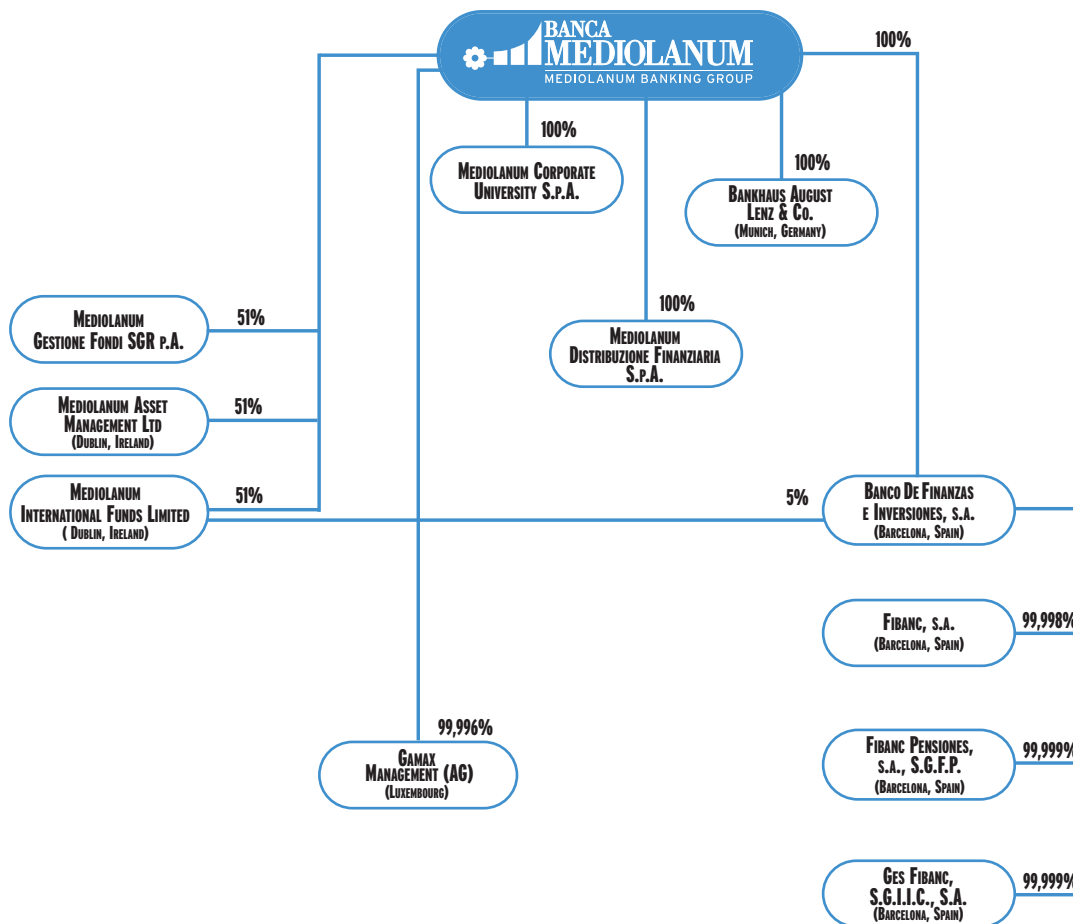 BANCA
MEDIOLANUM
MEDIOLANUM BANKING GROUP
100%
100%
MEDIOLANUM CORPORATE
UNIVERSITY S.P.A.
100%
BANKHAUS AUGUST
LENZ & CO.
(MUNICH, GERMANY)
MEDIOLANUM
GESTIONE FONDI SGR P.A.
51%
100%
MEDIOLANUM
DISTRIBUZIONE FINANZIARIA
S.P.A.
MEDIOLANUM ASSET
MANAGEMENT LTD
(DUBLIN, IRELAND)
51%
MEDIOLANUM
INTERNATIONAL FUNDS LIMITED
( DUBLIN, IRELAND)
51%
5%
BANCO DE FINANZAS
E INVERSIONES, S.A.
(BARCELONA, SPAIN)
FIBANC, S.A.
(BARCELONA, SPAIN)
99,998%
99,996%
GAMAX
MANAGEMENT (AG)
(LUXEMBOURG)
FIBANC PENSIONES,
S.A., S.G.F.P.
(BARCELONA, SPAIN)
99,999%
GES FIBANC,
S.G.I.I.C., S.A.
(BARCELONA, SPAIN)
99,999%